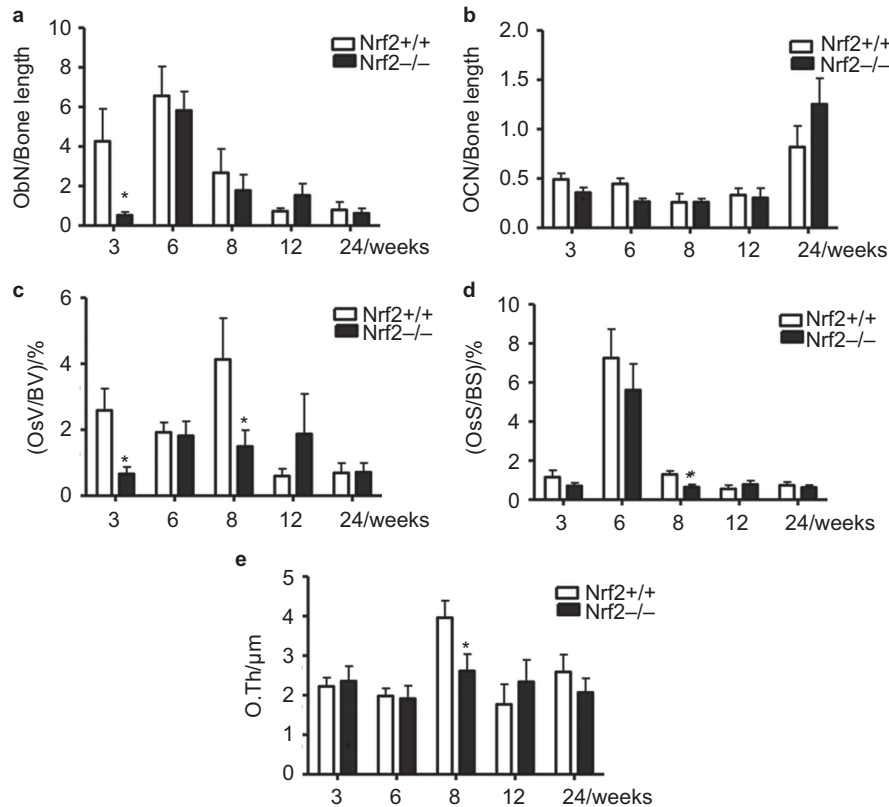 a
ObN/Bone length
10
8
6
4
2
0
Nrf2+/+
Nrf2–/–
*
3 6 8 12 24/weeks
b
OCN/Bone length
2.0
1.5
1.0
0.5
0.0
Nrf2+/+
Nrf2–/–
3 6 8 12 24/weeks
c
(OsV/BV)/%
6
4
2
0
Nrf2+/+
Nrf2–/–
*
*
3 6 8 12 24/weeks
d
(OsS/BS)/%
10
8
6
4
2
0
Nrf2+/+
Nrf2–/–
*
3 6 8 12 24/weeks
e
O.Th/µm
5
4
3
2
1
0
Nrf2+/+
Nrf2–/–
*
3 6 8 12 24/weeks